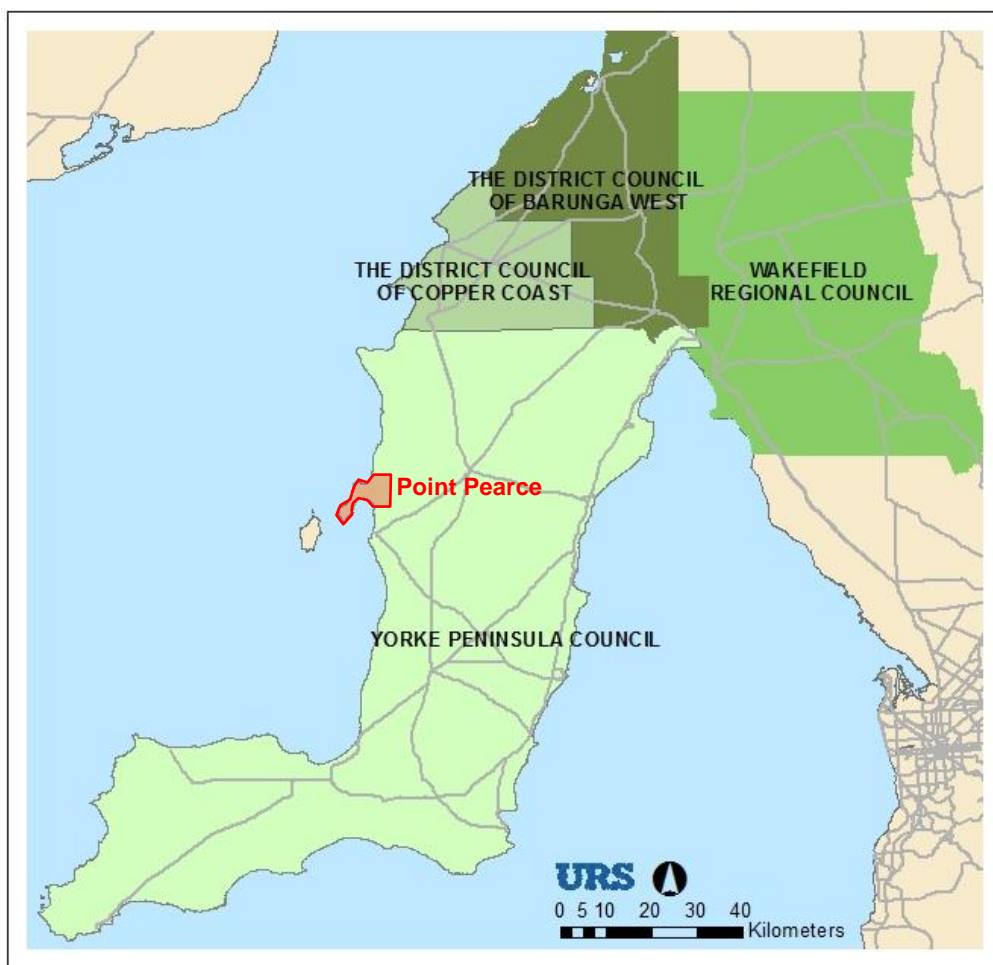 THE DISTRICT COUNCIL
OF BARUNGA WEST
THE DISTRICT COUNCIL
OF COPPER COAST
WAKEFIELD
REGIONAL COUNCIL
Point Pearce
YORKE PENINSULA COUNCIL
URS
0 5 10 20 30 40
Kilometers